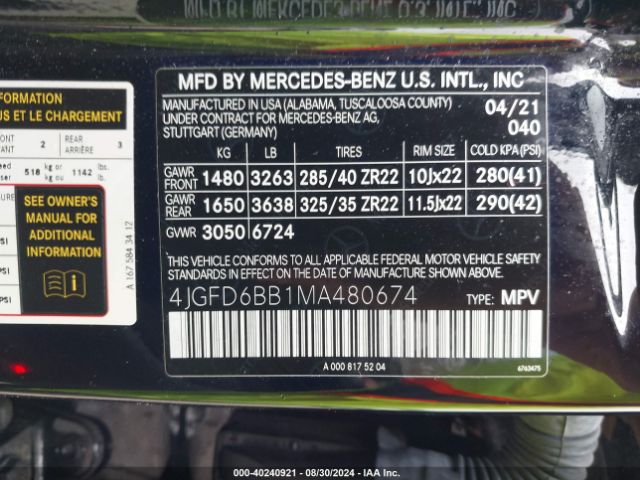 MFD BY MERCEDES-BENZ U.S. INTL., INC
MANUFACTURED IN USA (ALABAMA, TUSCALOOSA COUNTY) 04/21
UNDER CONTRACT FOR MERCEDES-BENZ AG, 040
STUTTGART (GERMANY)
KG LB TIRES RIM SIZE COLD KPA (PSI)
GAWR FRONT 1480 3263 285/40 ZR22 10Jx22 280(41)
GAWR REAR 1650 3638 325/35 ZR22 11.5Jx22 290(42)
GVWR 3050 6724
THIS VEHICLE CONFORMS TO ALL APPLICABLE FEDERAL MOTOR VEHICLE SAFETY
STANDARDS IN EFFECT ON THE DATE OF MANUFACTURE SHOWN ABOVE.
4JGFD6BB1MA480674 TYPE: MPV
A 000 817 52 04
6763475
FORMATION
US ET LE CHARGEMENT
2 REAR ARRIÈRE 3
518 kg or kg ou 1142 lbs. lb.
SEE OWNER'S
MANUAL FOR
ADDITIONAL
INFORMATION
A 167 584 34 12
000-40240921 - 08/30/2024 - IAA Inc.